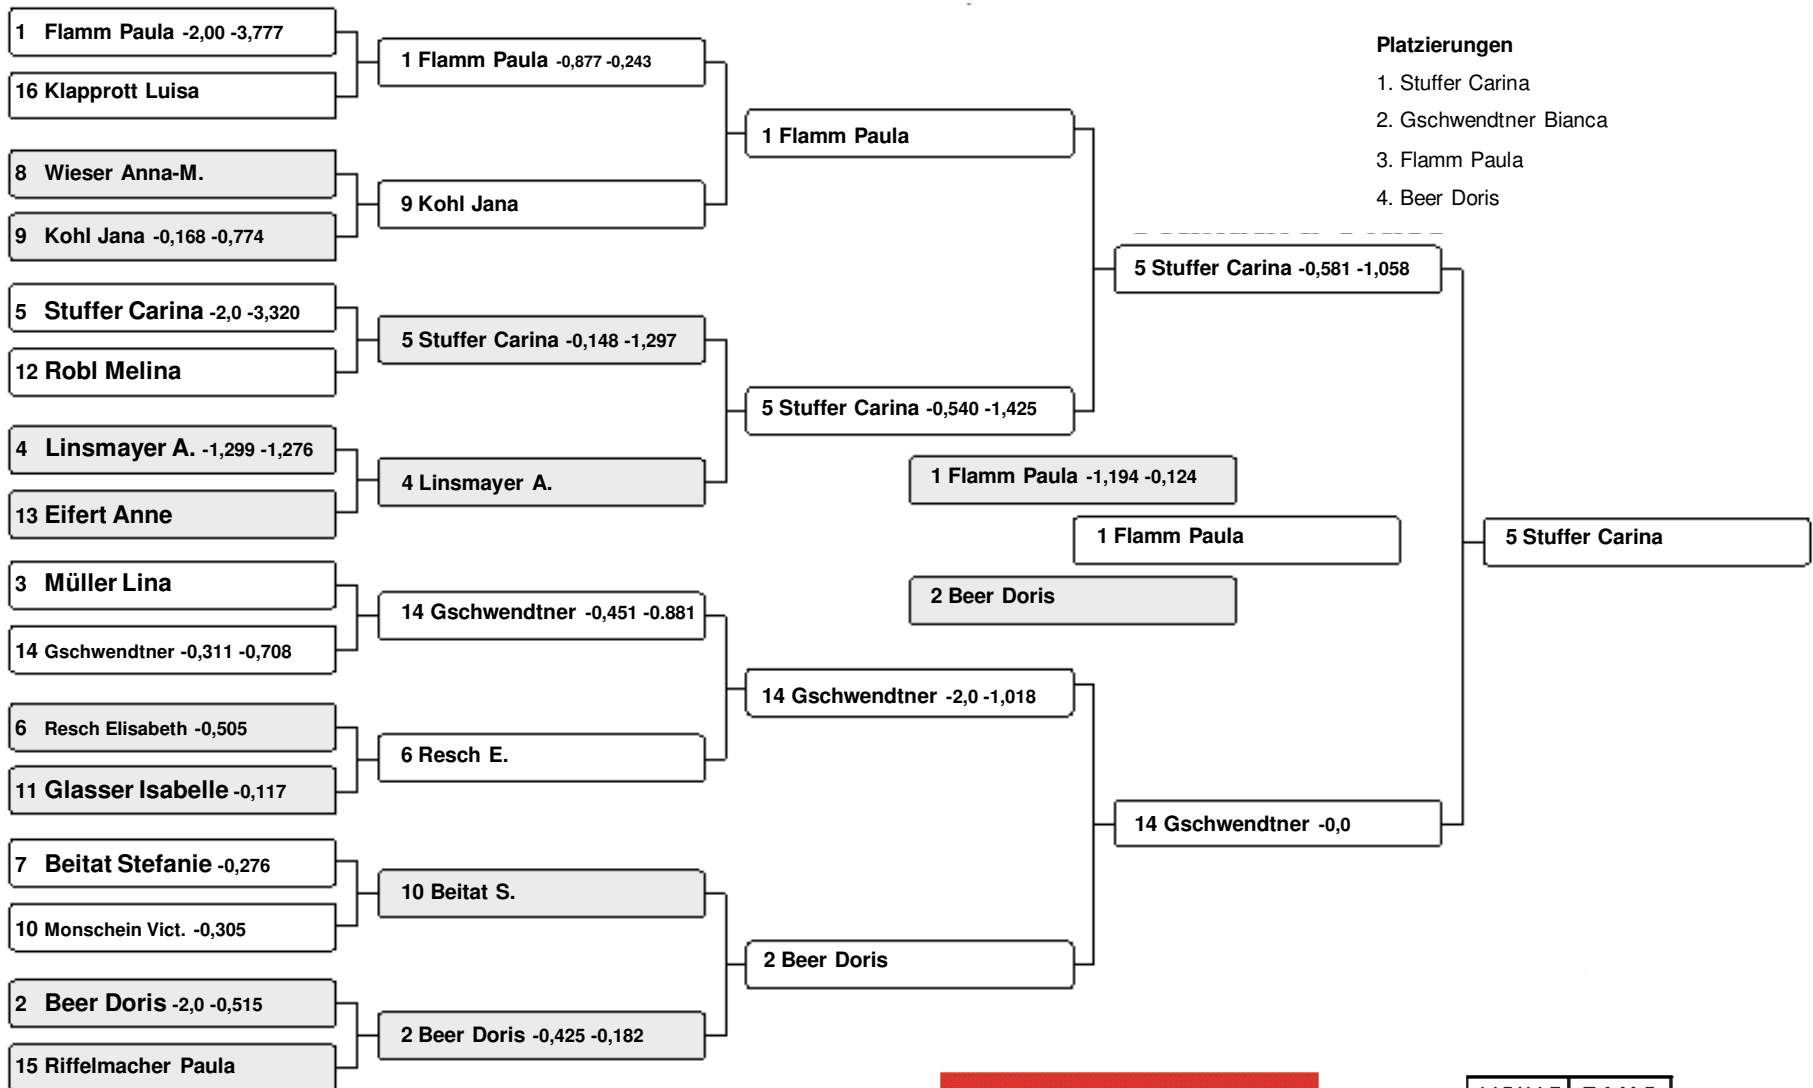 1 Flamm Paula -2,00 -3,777
16 Klapprott Luisa
8 Wieser Anna-M.
9 Kohl Jana -0,168 -0,774
5 Stuffer Carina -2,0 -3,320
12 Robl Melina
4 Linsmayer A. -1,299 -1,276
13 Eifert Anne
3 Müller Lina
14 Gschwendtner -0,311 -0,708
6 Resch Elisabeth -0,505
11 Glasser Isabelle -0,117
7 Beitat Stefanie -0,276
10 Monschein Vict. -0,305
2 Beer Doris -2,0 -0,515
15 Riffelmacher Paula
1 Flamm Paula -0,877 -0,243
9 Kohl Jana
5 Stuffer Carina -0,148 -1,297
4 Linsmayer A.
14 Gschwendtner -0,451 -0.881
6 Resch E.
10 Beitat S.
2 Beer Doris -0,425 -0,182
1 Flamm Paula
5 Stuffer Carina -0,540 -1,425
14 Gschwendtner -2,0 -1,018
2 Beer Doris
1 Flamm Paula -1,194 -0,124
2 Beer Doris
1 Flamm Paula
5 Stuffer Carina -0,581 -1,058
14 Gschwendtner -0,0
5 Stuffer Carina
Platzierungen
1. Stuffer Carina
2. Gschwendtner Bianca
3. Flamm Paula
4. Beer Doris